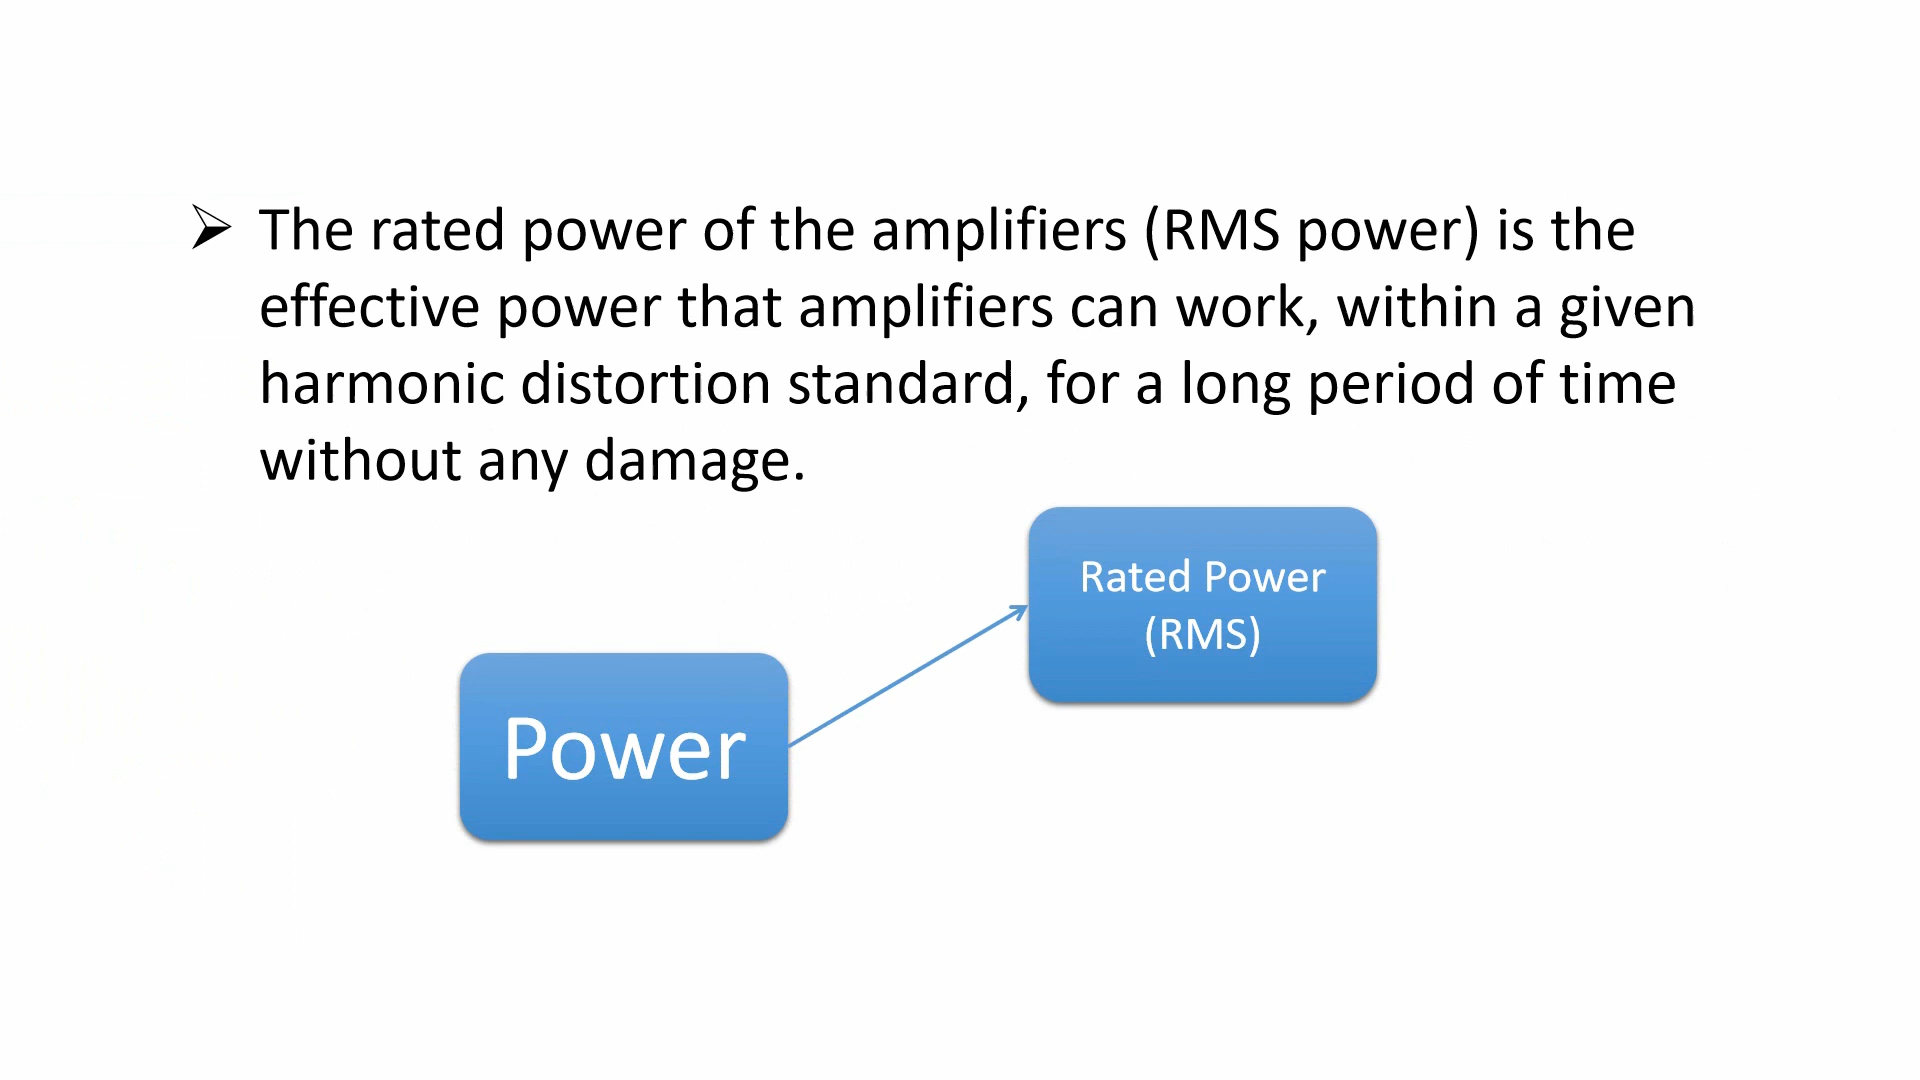 The rated power of the amplifiers (RMS power) is the
effective power that amplifiers can work, within a given
harmonic distortion standard, for a long period of time
without any damage.
Rated Power
(RMS)
Power